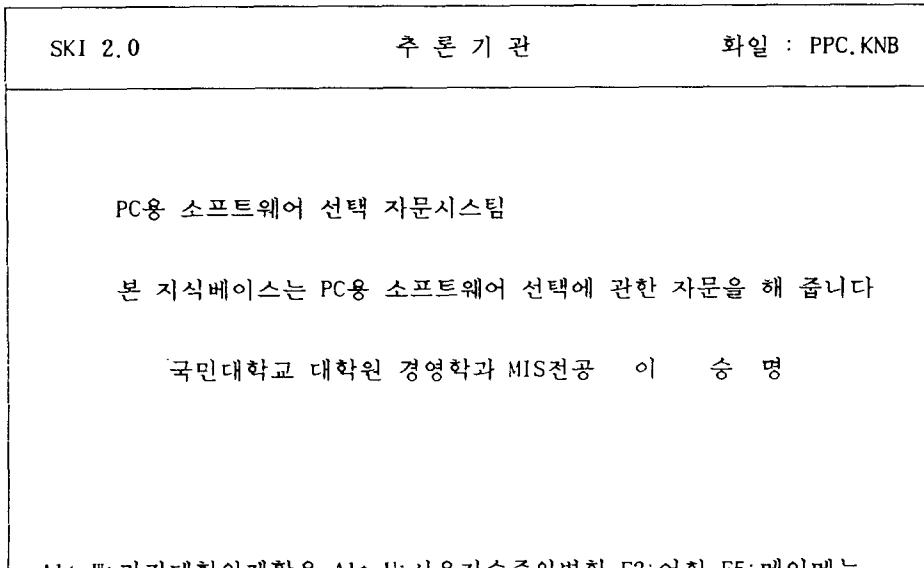 SKI 2.0 추 론 기 관 화일 : PPC.KNB
PC용 소프트웨어 선택 자문시스팀
본 지식베이스는 PC용 소프트웨어 선택에 관한 자문을 해 줍니다
국민대학교 대학원 경영학과 MIS전공 이 승 명